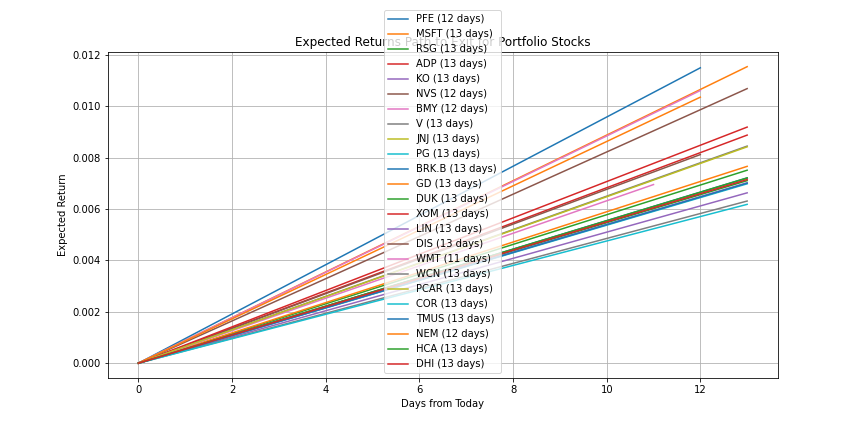 Expected Returns Path to Exit for Portfolio Stocks
PFE (12 days)
MSFT (13 days)
RSG (13 days)
ADP (13 days)
KO (13 days)
NVS (12 days)
BMY (12 days)
V (13 days)
JNJ (13 days)
PG (13 days)
BRK.B (13 days)
GD (13 days)
DUK (13 days)
XOM (13 days)
LIN (13 days)
DIS (13 days)
WMT (11 days)
WCN (13 days)
PCAR (13 days)
COR (13 days)
TMUS (13 days)
NEM (12 days)
HCA (13 days)
DHI (13 days)
Expected Return
0.012
0.010
0.008
0.006
0.004
0.002
0.000
0 2 4 6 8 10 12
Days from Today